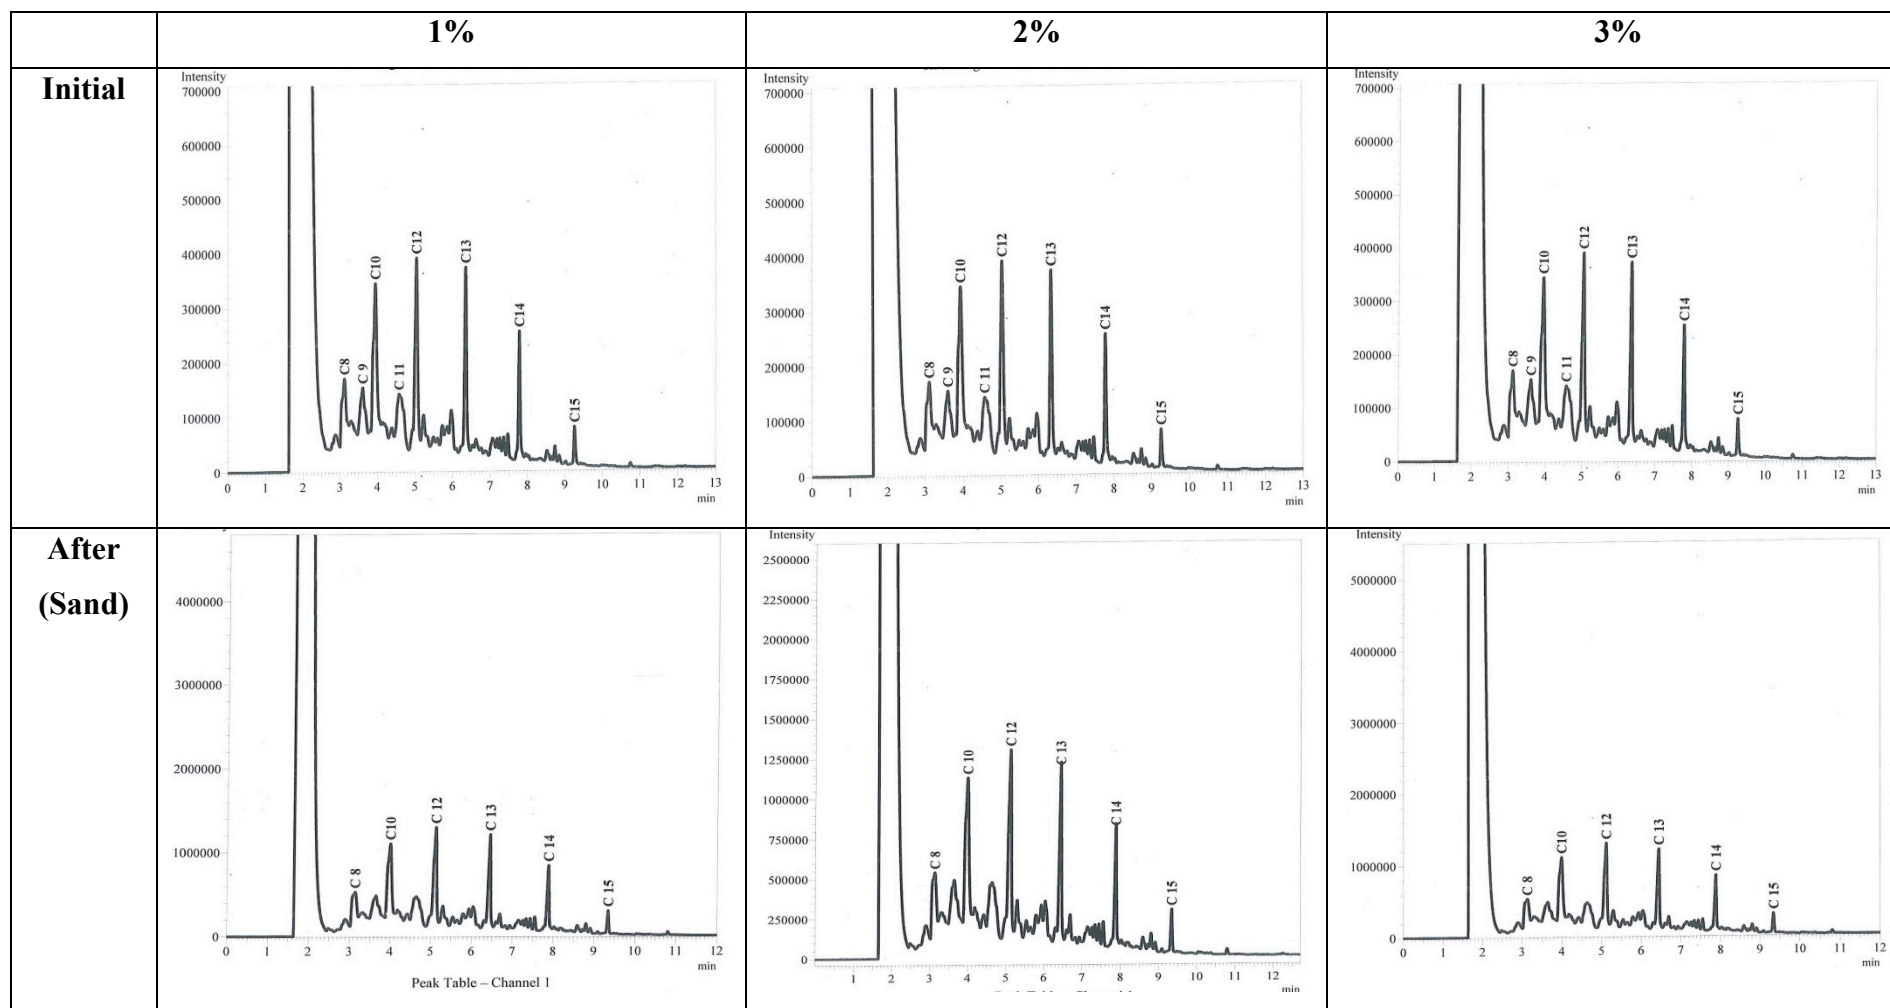 1% 2% 3%
Initial
Intensity
700000
600000
500000
400000
300000
200000
100000
0
C8
C 9
C10
C 11
C12
C13
C14
C15
0 1 2 3 4 5 6 7 8 9 10 11 12 13
min
Intensity
700000
600000
500000
400000
300000
200000
100000
0
C8
C 9
C10
C 11
C12
C13
C14
C15
0 1 2 3 4 5 6 7 8 9 10 11 12 13
min
Intensity
700000
600000
500000
400000
300000
200000
100000
0
C8
C 9
C10
C 11
C12
C13
C14
C15
0 1 2 3 4 5 6 7 8 9 10 11 12 13
min
After
(Sand)
4000000
3000000
2000000
1000000
0
C 8
C10
C 12
C 13
C 14
C 15
0 1 2 3 4 5 6 7 8 9 10 11 12
min
Peak Table – Channel 1
Intensity
2500000
2250000
2000000
1750000
1500000
1250000
1000000
750000
500000
250000
0
C 8
C 10
C 12
C 13
C 14
C 15
1 2 3 4 5 6 7 8 9 10 11 12
min
Intensity
5000000
4000000
3000000
2000000
1000000
0
C 8
C10
C 12
C 13
C 14
C 15
0 1 2 3 4 5 6 7 8 9 10 11 12
min